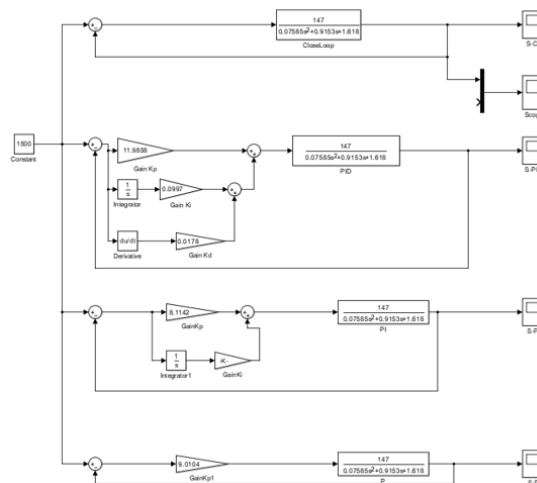 147
0.07585s²+0.9153s+1.618
CloseLoop
S-C
Scop
1500
Constant
11.9868
Gain Kp
147
0.07585s²+0.9153s+1.618
PID
S-PI
1
s
Integrator
0.0997
Gain Ki
du/dt
Derivative
0.0178
Gain Kd
8.1142
GainKp
147
0.07585s²+0.9153s+1.618
PI
S-P
1
s
Integrator1
-K-
GainKi
9.0104
GainKp1
147
0.07585s²+0.9153s+1.618
P